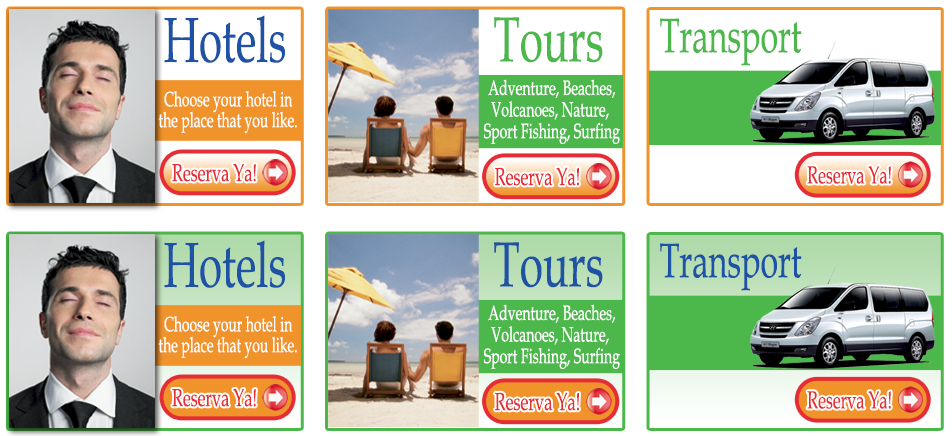 Hotels
Choose your hotel in
the place that you like.
Reserva Ya!
Tours
Adventure, Beaches,
Volcanoes, Nature,
Sport Fishing, Surfing
Reserva Ya!
Transport
Reserva Ya!
Hotels
Choose your hotel in
the place that you like.
Reserva Ya!
Tours
Adventure, Beaches,
Volcanoes, Nature,
Sport Fishing, Surfing
Reserva Ya!
Transport
Reserva Ya!